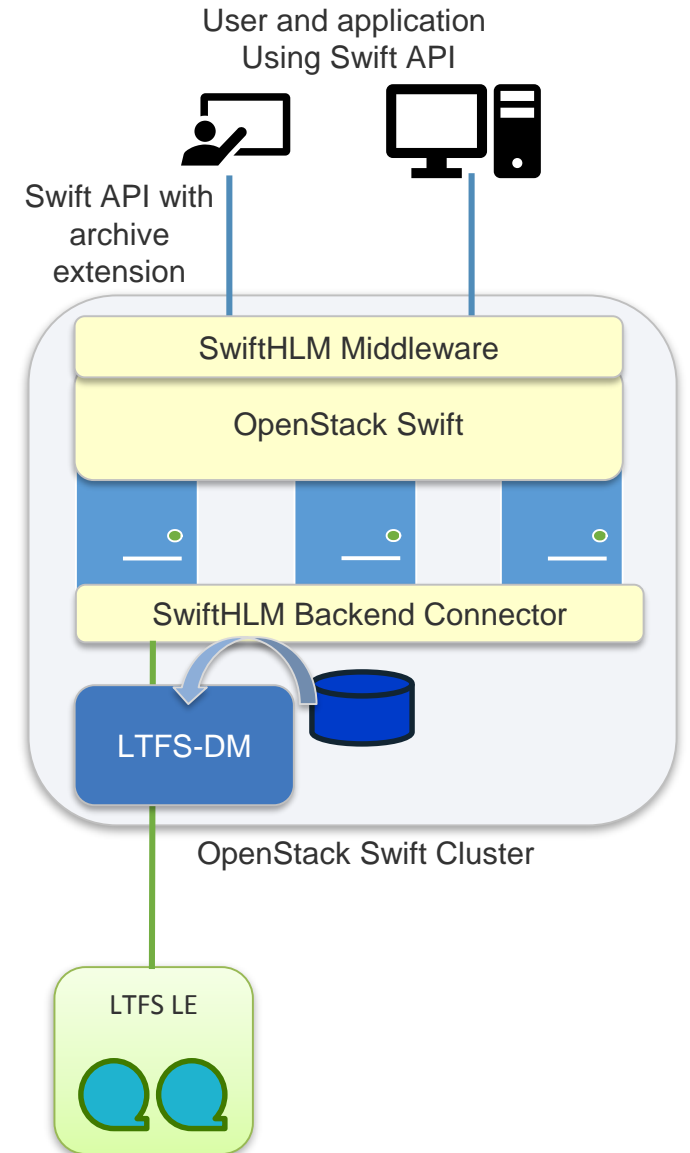 User and application
Using Swift API
Swift API with
archive
extension
SwiftHLM Middleware
OpenStack Swift
SwiftHLM Backend Connector
LTFS-DM
OpenStack Swift Cluster
LTFS LE